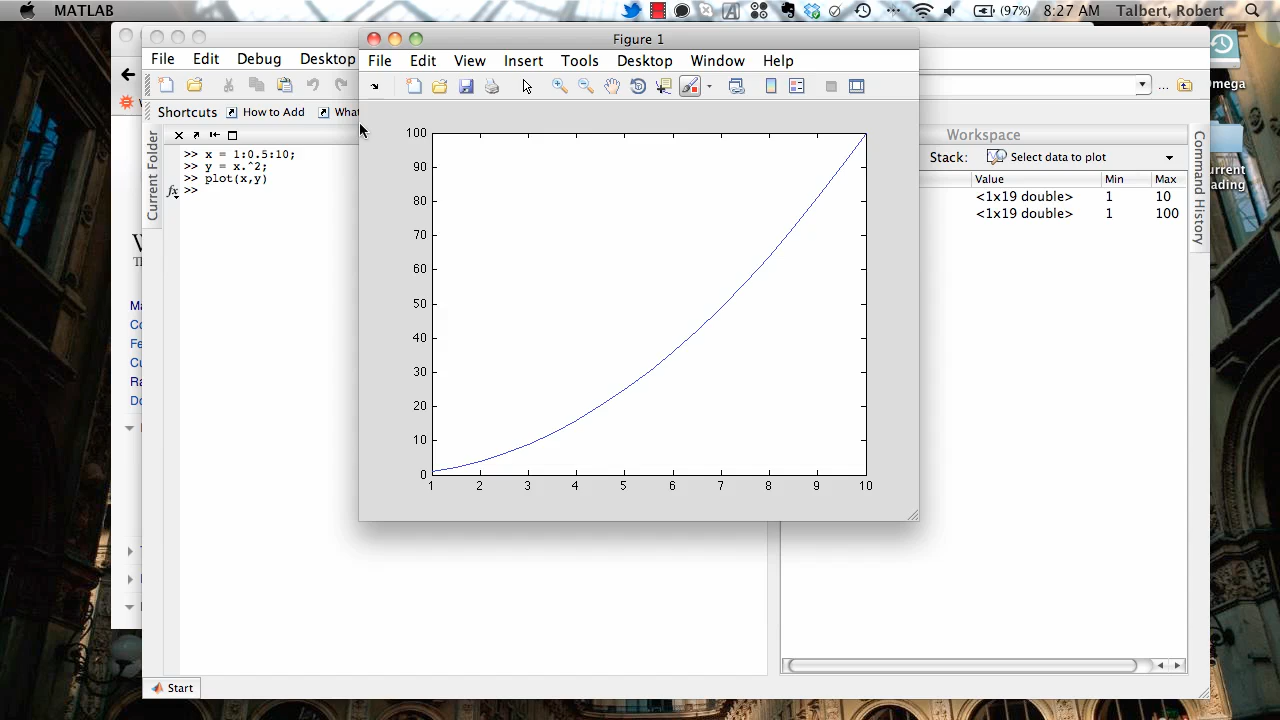 MATLAB
(97%) 8:27 AM Talbert, Robert
Figure 1
File Edit Debug Desktop
File Edit View Insert Tools Desktop Window Help
Shortcuts How to Add
Current Folder
>> x = 1:0.5:10;
>> y = x.^2;
>> plot(x,y)
fx >>
100
90
80
70
60
50
40
30
20
10
0
1 2 3 4 5 6 7 8 9 10
Workspace
Stack: Select data to plot
Value Min Max
<1x19 double> 1 10
<1x19 double> 1 100
Command History
Start